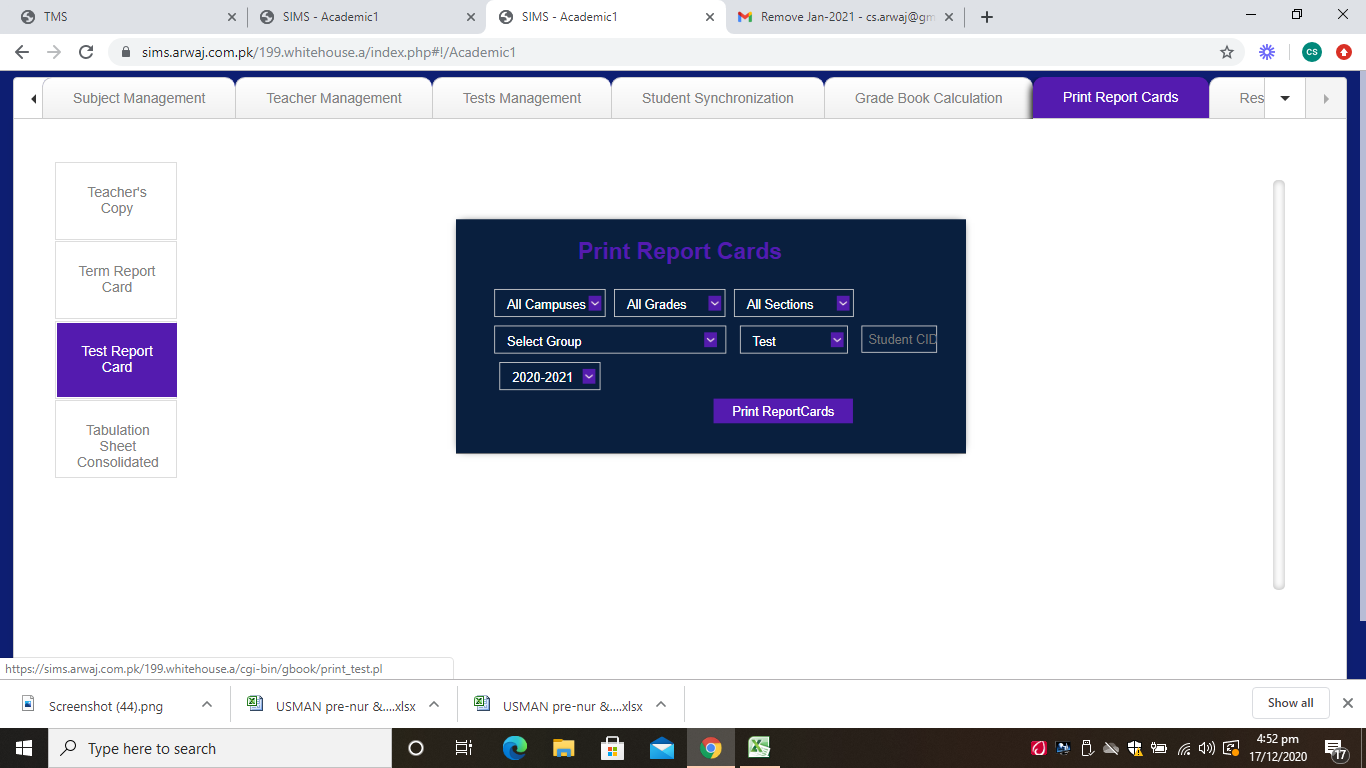 TMS
SIMS - Academic1
SIMS - Academic1
Remove Jan-2021 - cs.arwaj@gm
sims.arwaj.com.pk/199.whitehouse.a/index.php#!/Academic1
CS
Subject Management
Teacher Management
Tests Management
Student Synchronization
Grade Book Calculation
Print Report Cards
Res
Teacher's
Copy
Term Report
Card
Test Report
Card
Tabulation
Sheet
Consolidated
Print Report Cards
All Campuses
All Grades
All Sections
Select Group
Test
Student CID
2020-2021
Print ReportCards
https://sims.arwaj.com.pk/199.whitehouse.a/cgi-bin/gbook/print_test.pl
Screenshot (44).png
USMAN pre-nur &....xlsx
USMAN pre-nur &....xlsx
Show all
Type here to search
4:52 pm
17/12/2020
17